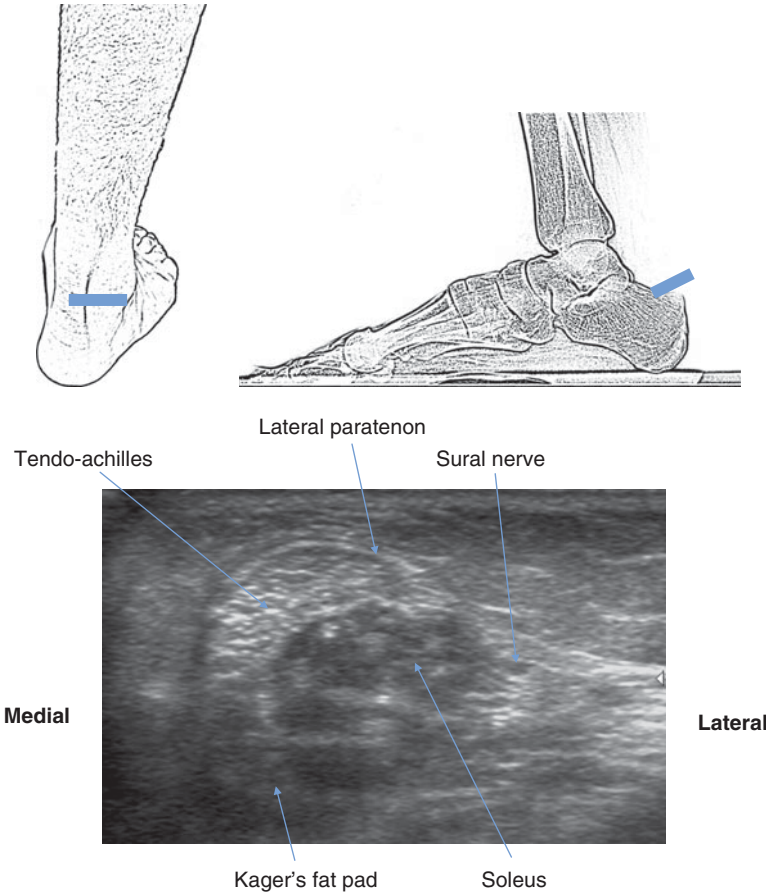 Lateral paratenon
Tendo-achilles
Sural nerve
Medial
Lateral
Kager's fat pad
Soleus